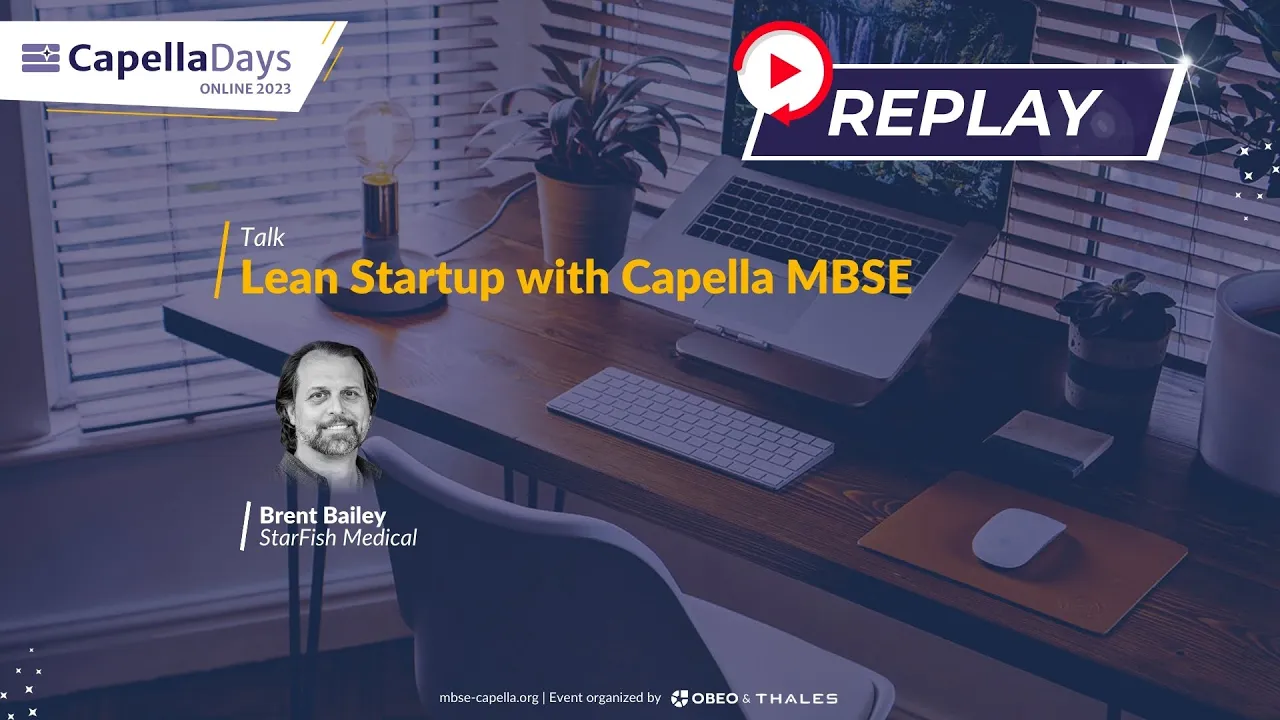 CapellaDays
ONLINE 2023
REPLAY
Talk
Lean Startup with Capella MBSE
Brent Bailey
StarFish Medical
mbse-capella.org | Event organized by OBEO & THALES